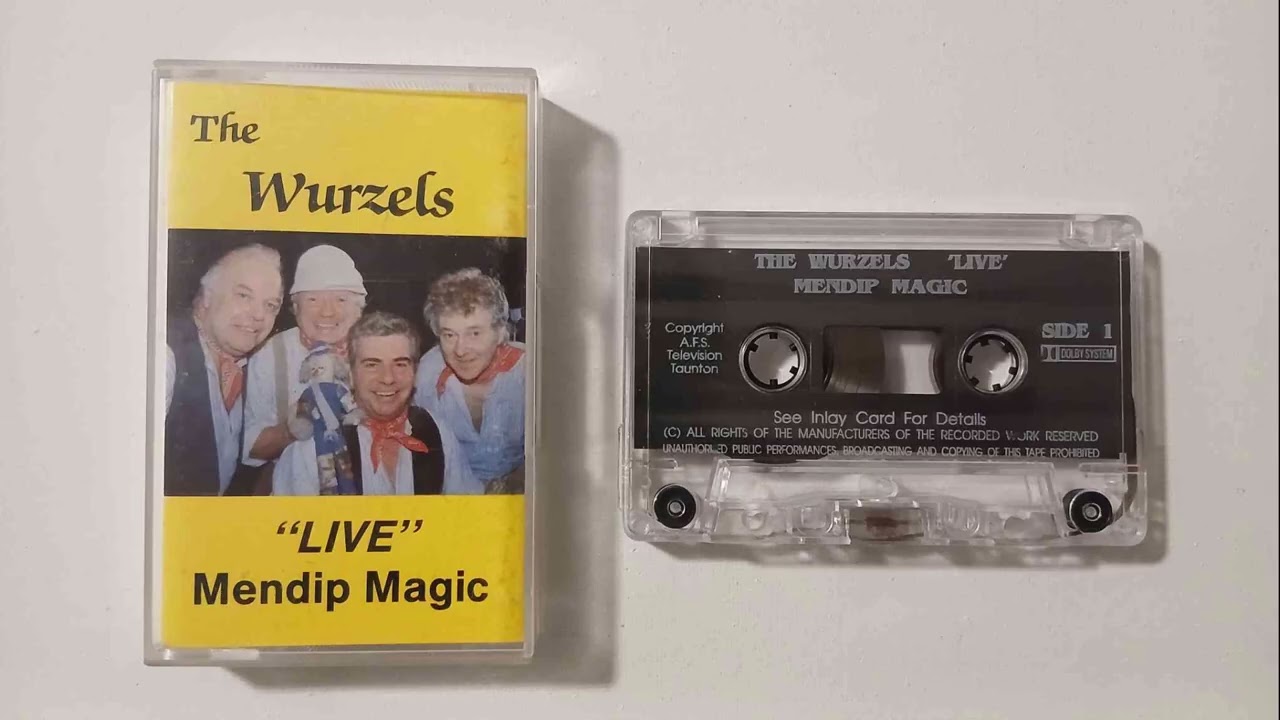 The
Wurzels
“LIVE”
Mendip Magic
THE WURZELS 'LIVE'
MENDIP MAGIC
Copyright
A.F.S.
Television
Taunton
SIDE 1
DOLBY SYSTEM
See Inlay Card For Details
(C) ALL RIGHTS OF THE MANUFACTURERS OF THE RECORDED WORK RESERVED
UNAUTHORISED PUBLIC PERFORMANCES, BROADCASTING AND COPYING OF THIS TAPE PROHIBITED